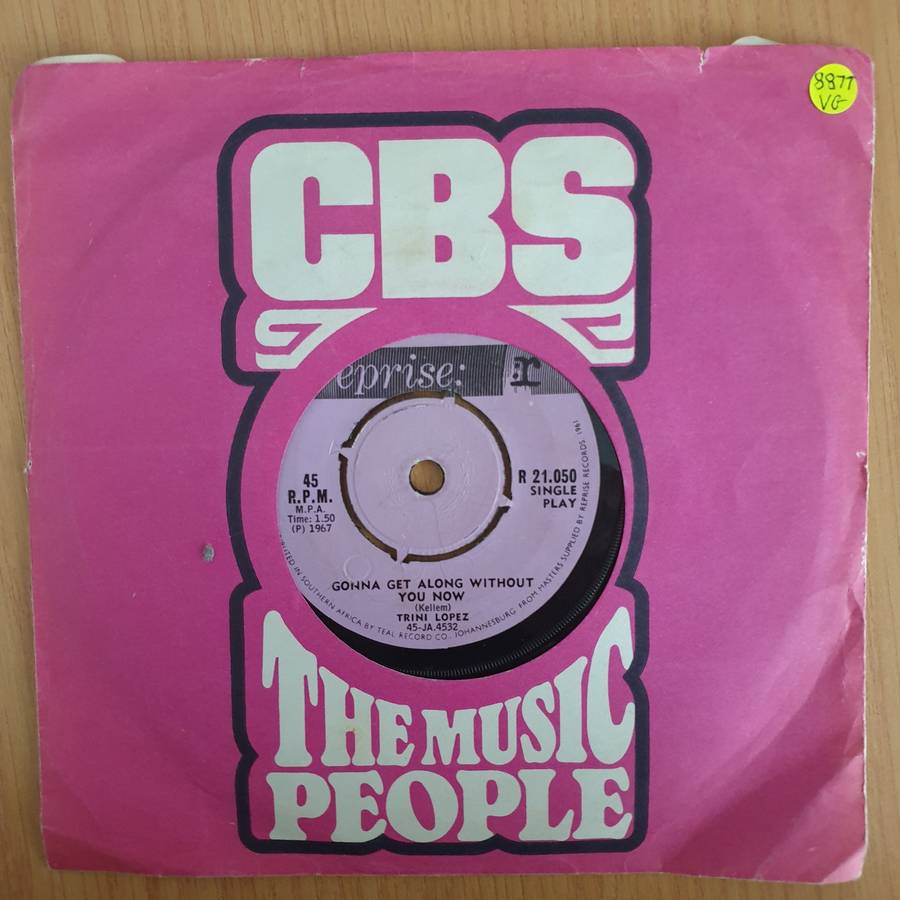 8877
VG
CBS
eprise:
r
45
R.P.M.
M.P.A.
Time: 1.50
(P) 1967
R 21.050
SINGLE
PLAY
GONNA GET ALONG WITHOUT
YOU NOW
(Kellem)
TRINI LOPEZ
45-JA.4532
IN SOUTHERN AFRICA BY TEAL RECORD CO., JOHANNESBURG FROM MASTERS SUPPLIED BY REPRISE RECORDS
THE MUSIC
PEOPLE